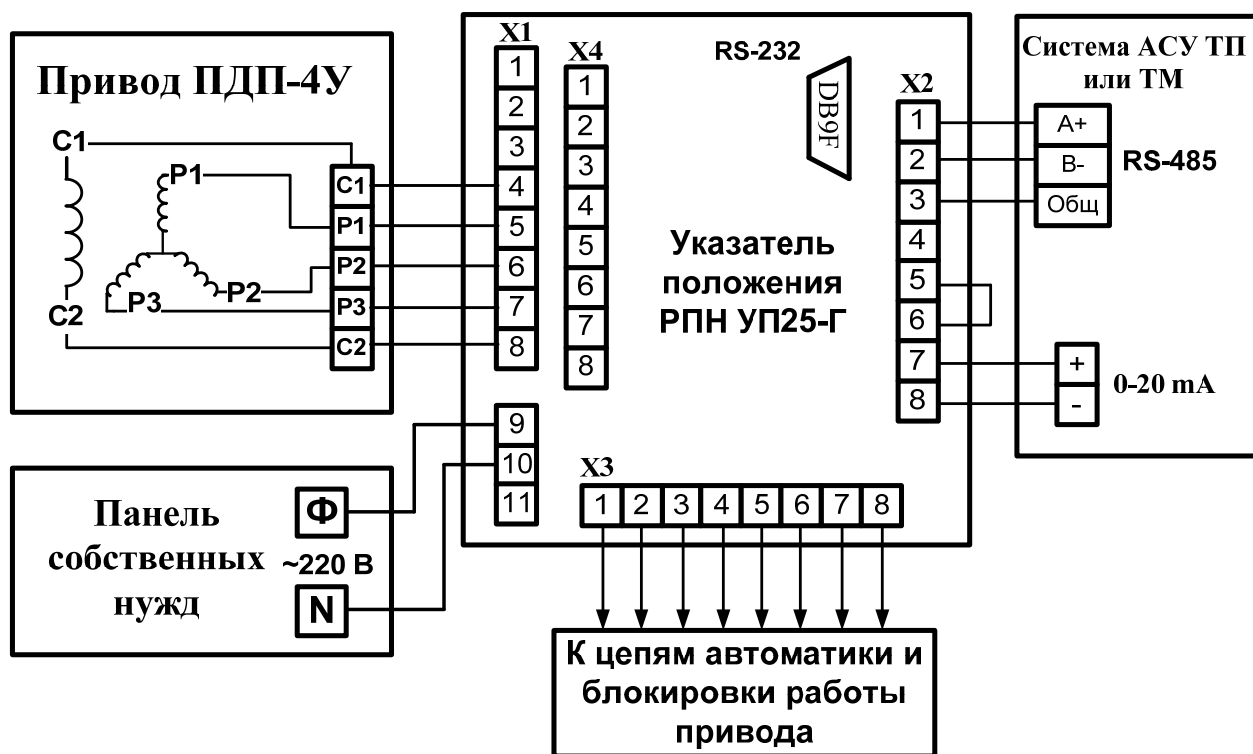 Привод ПДП-4У
C1
P1
P3
P2
C2
C1
P1
P2
P3
C2
Панель
собственных
нужд
Ф
~220 В
N
X1
1
2
3
4
5
6
7
8
9
10
11
X4
1
2
3
4
5
6
7
8
RS-232
DB9F
Указатель
положения
РПН УП25-Г
X2
1
2
3
4
5
6
7
8
X3
1 2 3 4 5 6 7 8
К цепям автоматики и
блокировки работы
привода
Система АСУ ТП
или ТМ
A+
B-
Общ
RS-485
+
-
0-20 mA